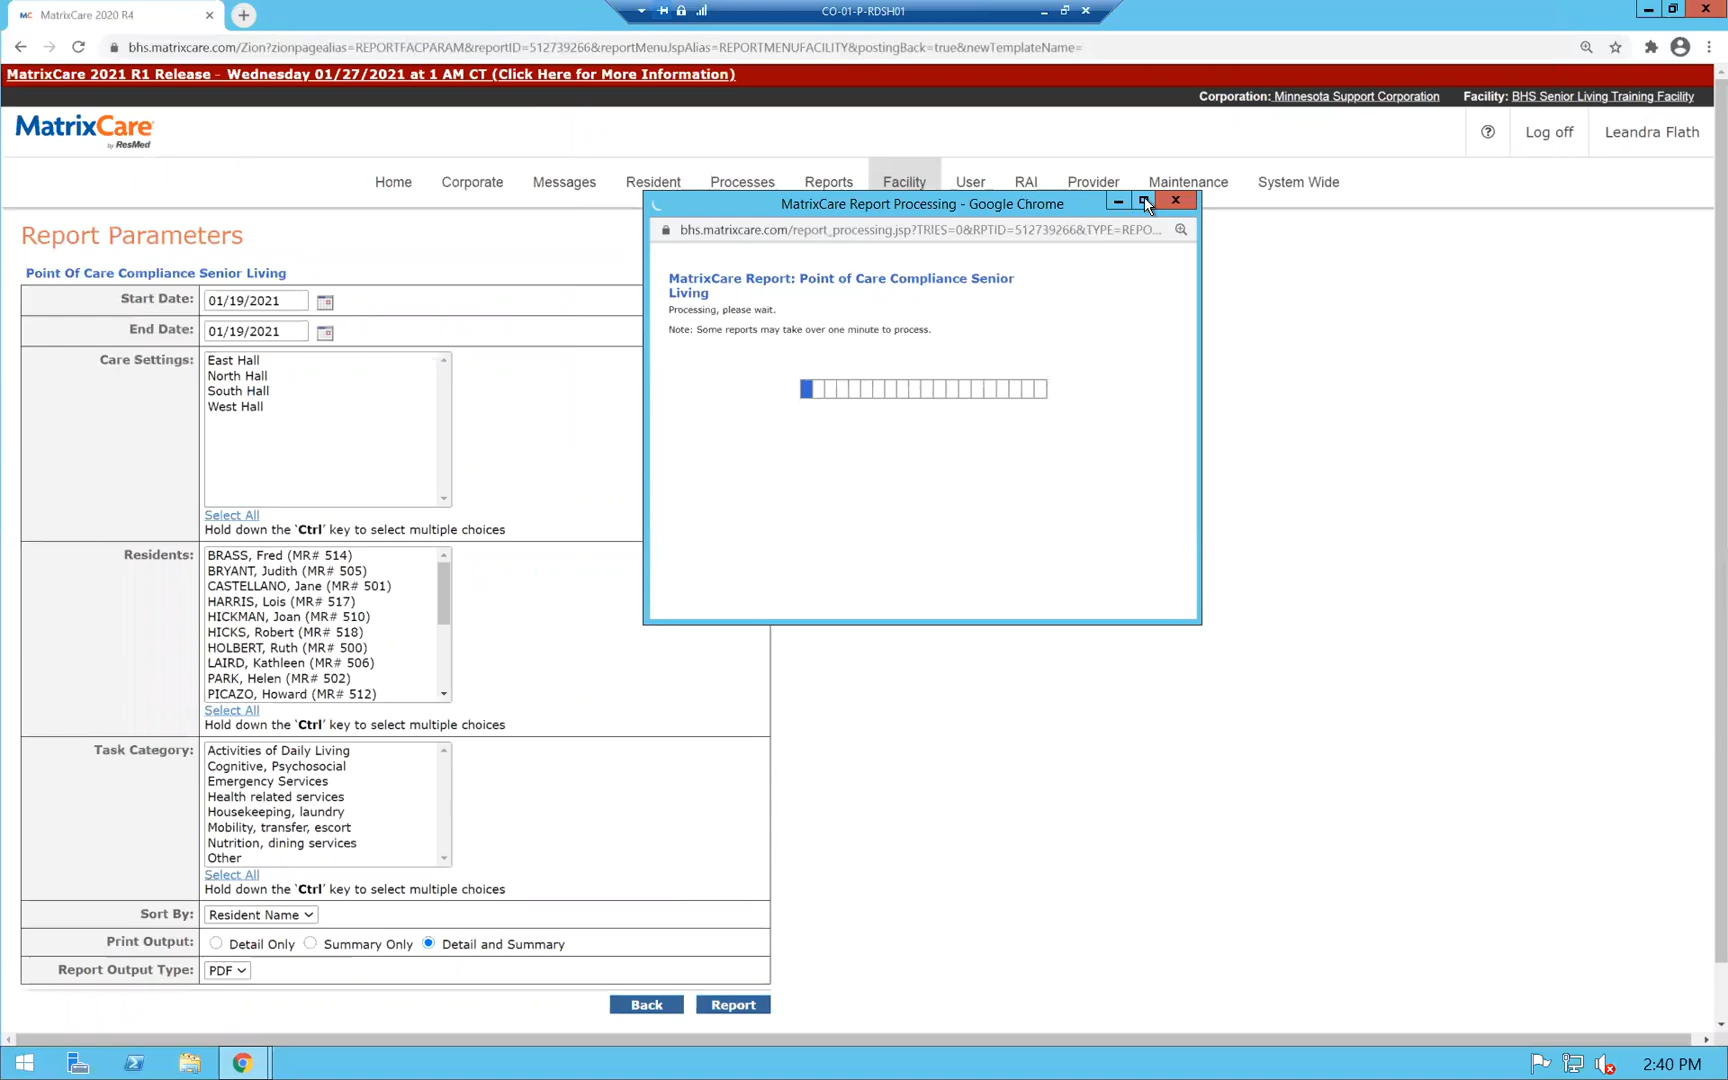 MC MatrixCare 2020 R4
CO-01-P-RDSH01
bhs.matrixcare.com/Zion?zionpagealias=REPORTFACPARAM&reportID=512739266&reportMenuJspAlias=REPORTMENUFACILITY&postingBack=true&newTemplateName=
MatrixCare 2021 R1 Release - Wednesday 01/27/2021 at 1 AM CT (Click Here for More Information)
Corporation: Minnesota Support Corporation Facility: BHS Senior Living Training Facility
MatrixCare
by ResMed
Log off Leandra Flath
Home Corporate Messages Resident Processes Reports Facility User RAI Provider Maintenance System Wide
Report Parameters
Point Of Care Compliance Senior Living
Start Date: 01/19/2021
End Date: 01/19/2021
Care Settings: East Hall
North Hall
South Hall
West Hall
Select All
Hold down the 'Ctrl' key to select multiple choices
Residents: BRASS, Fred (MR# 514)
BRYANT, Judith (MR# 505)
CASTELLANO, Jane (MR# 501)
HARRIS, Lois (MR# 517)
HICKMAN, Joan (MR# 510)
HICKS, Robert (MR# 518)
HOLBERT, Ruth (MR# 500)
LAIRD, Kathleen (MR# 506)
PARK, Helen (MR# 502)
PICAZO, Howard (MR# 512)
Select All
Hold down the 'Ctrl' key to select multiple choices
Task Category: Activities of Daily Living
Cognitive, Psychosocial
Emergency Services
Health related services
Housekeeping, laundry
Mobility, transfer, escort
Nutrition, dining services
Other
Select All
Hold down the 'Ctrl' key to select multiple choices
Sort By: Resident Name
Print Output: Detail Only Summary Only Detail and Summary
Report Output Type: PDF
Back Report
MatrixCare Report Processing - Google Chrome
bhs.matrixcare.com/report_processing.jsp?TRIES=0&RPTID=512739266&TYPE=REPO...
MatrixCare Report: Point of Care Compliance Senior
Living
Processing, please wait.
Note: Some reports may take over one minute to process.
2:40 PM